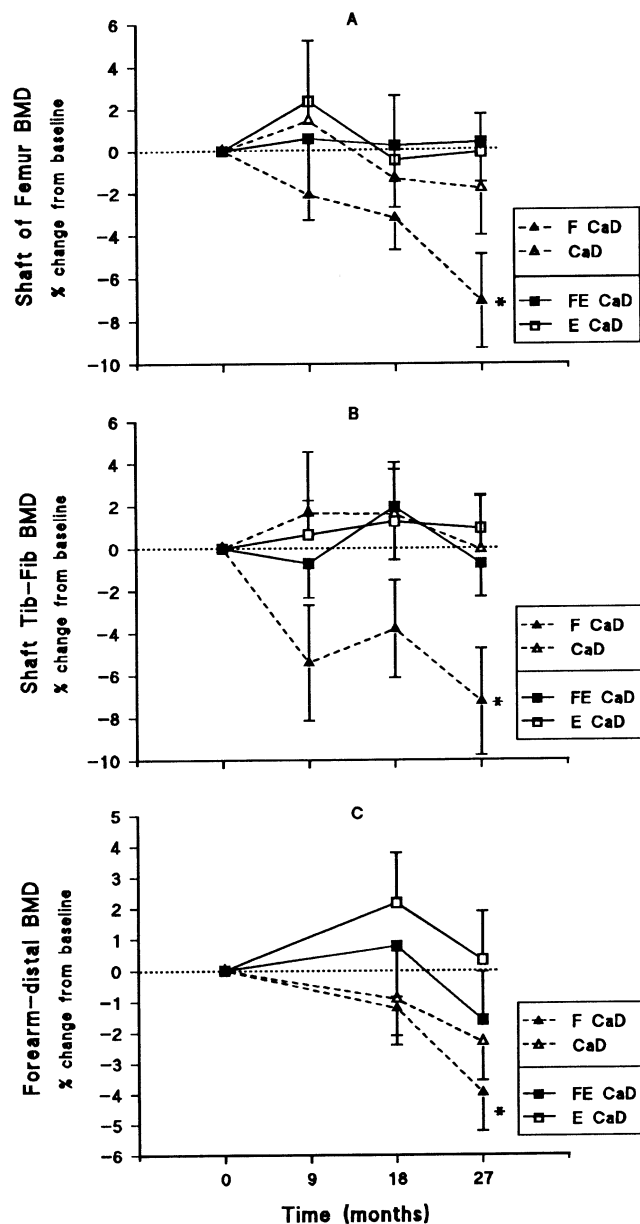 A
Shaft of Femur BMD
% change from baseline
6
4
2
0
-2
-4
-6
-8
-10
*
F CaD
CaD
FE CaD
E CaD
B
Shaft Tib-Fib BMD
% change from baseline
6
4
2
0
-2
-4
-6
-8
-10
*
F CaD
CaD
FE CaD
E CaD
C
Forearm-distal BMD
% change from baseline
5
4
3
2
1
0
-1
-2
-3
-4
-5
-6
*
F CaD
CaD
FE CaD
E CaD
0 9 18 27
Time (months)